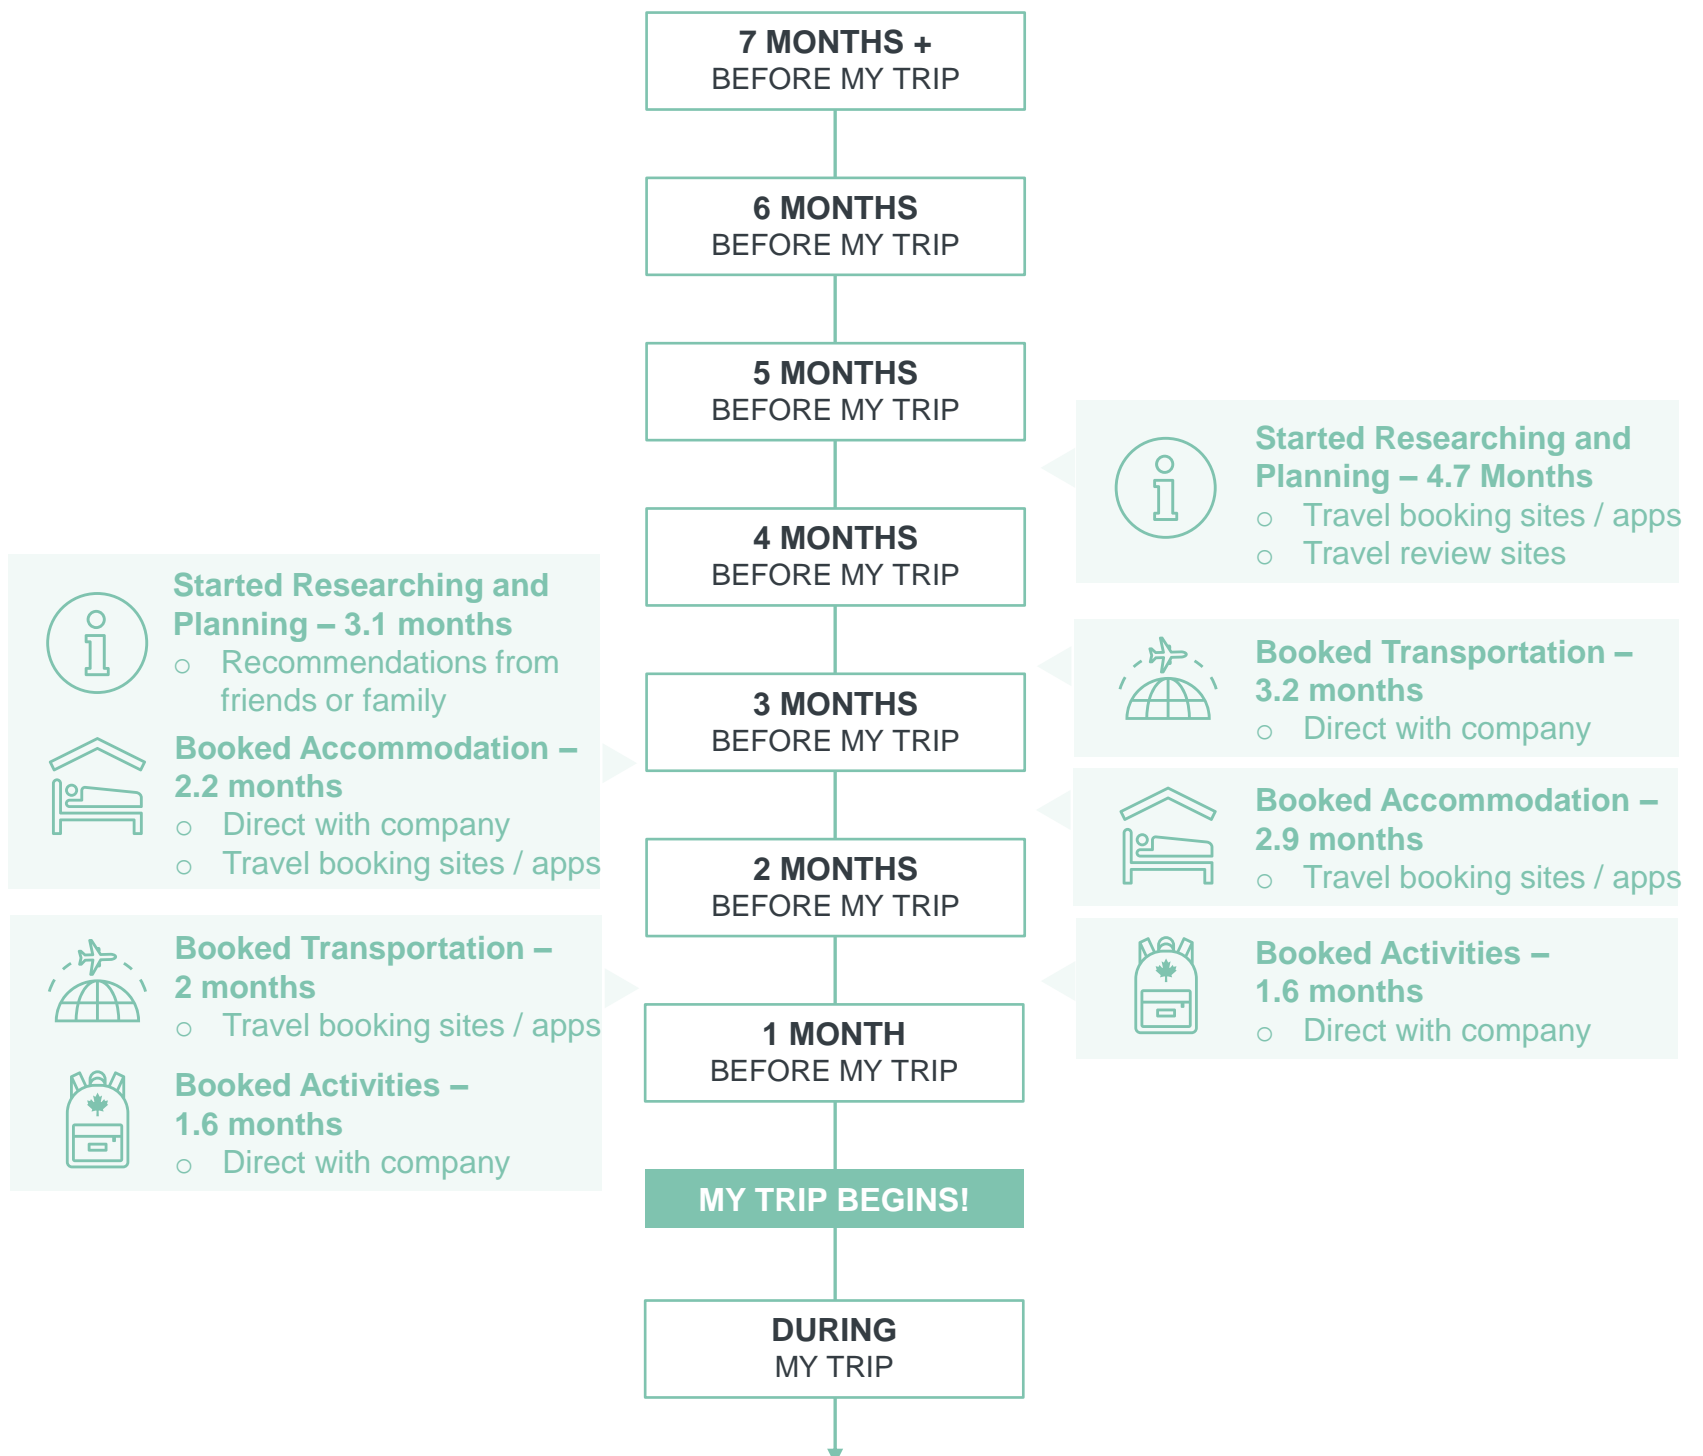 7 MONTHS +
BEFORE MY TRIP
6 MONTHS
BEFORE MY TRIP
5 MONTHS
BEFORE MY TRIP
4 MONTHS
BEFORE MY TRIP
3 MONTHS
BEFORE MY TRIP
2 MONTHS
BEFORE MY TRIP
1 MONTH
BEFORE MY TRIP
MY TRIP BEGINS!
DURING
MY TRIP
Started Researching and
Planning – 3.1 months
○ Recommendations from
friends or family
Booked Accommodation –
2.2 months
○ Direct with company
○ Travel booking sites / apps
Booked Transportation –
2 months
○ Travel booking sites / apps
Booked Activities –
1.6 months
○ Direct with company
Started Researching and
Planning – 4.7 Months
○ Travel booking sites / apps
○ Travel review sites
Booked Transportation –
3.2 months
○ Direct with company
Booked Accommodation –
2.9 months
○ Travel booking sites / apps
Booked Activities –
1.6 months
○ Direct with company